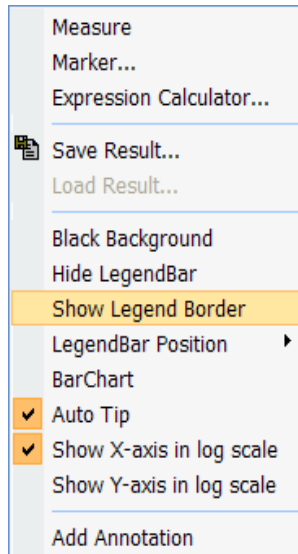 Measure
Marker...
Expression Calculator...
Save Result...
Load Result...
Black Background
Hide LegendBar
Show Legend Border
LegendBar Position
BarChart
Auto Tip
Show X-axis in log scale
Show Y-axis in log scale
Add Annotation